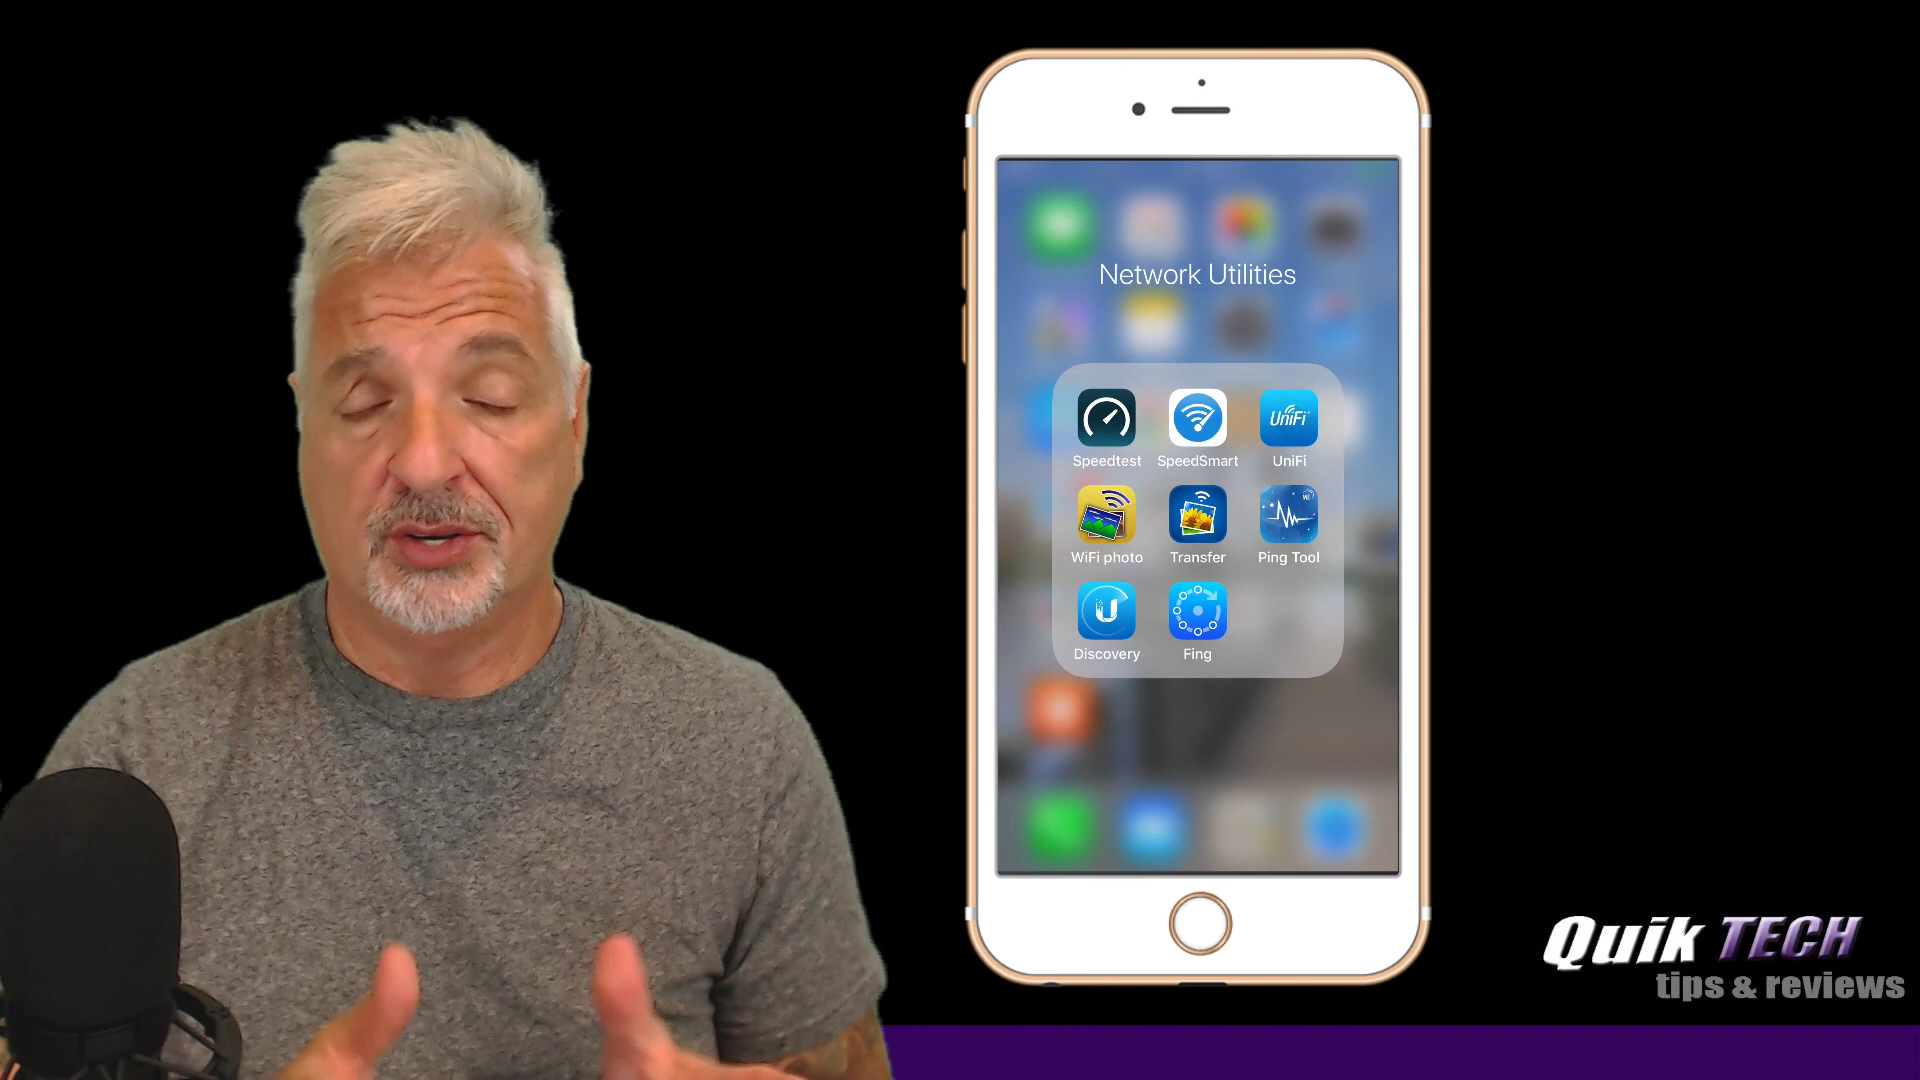 Network Utilities
UniFi
Speedtest SpeedSmart UniFi
WiFi photo Transfer Ping Tool
U
Discovery Fing
Quik TECH
tips & reviews